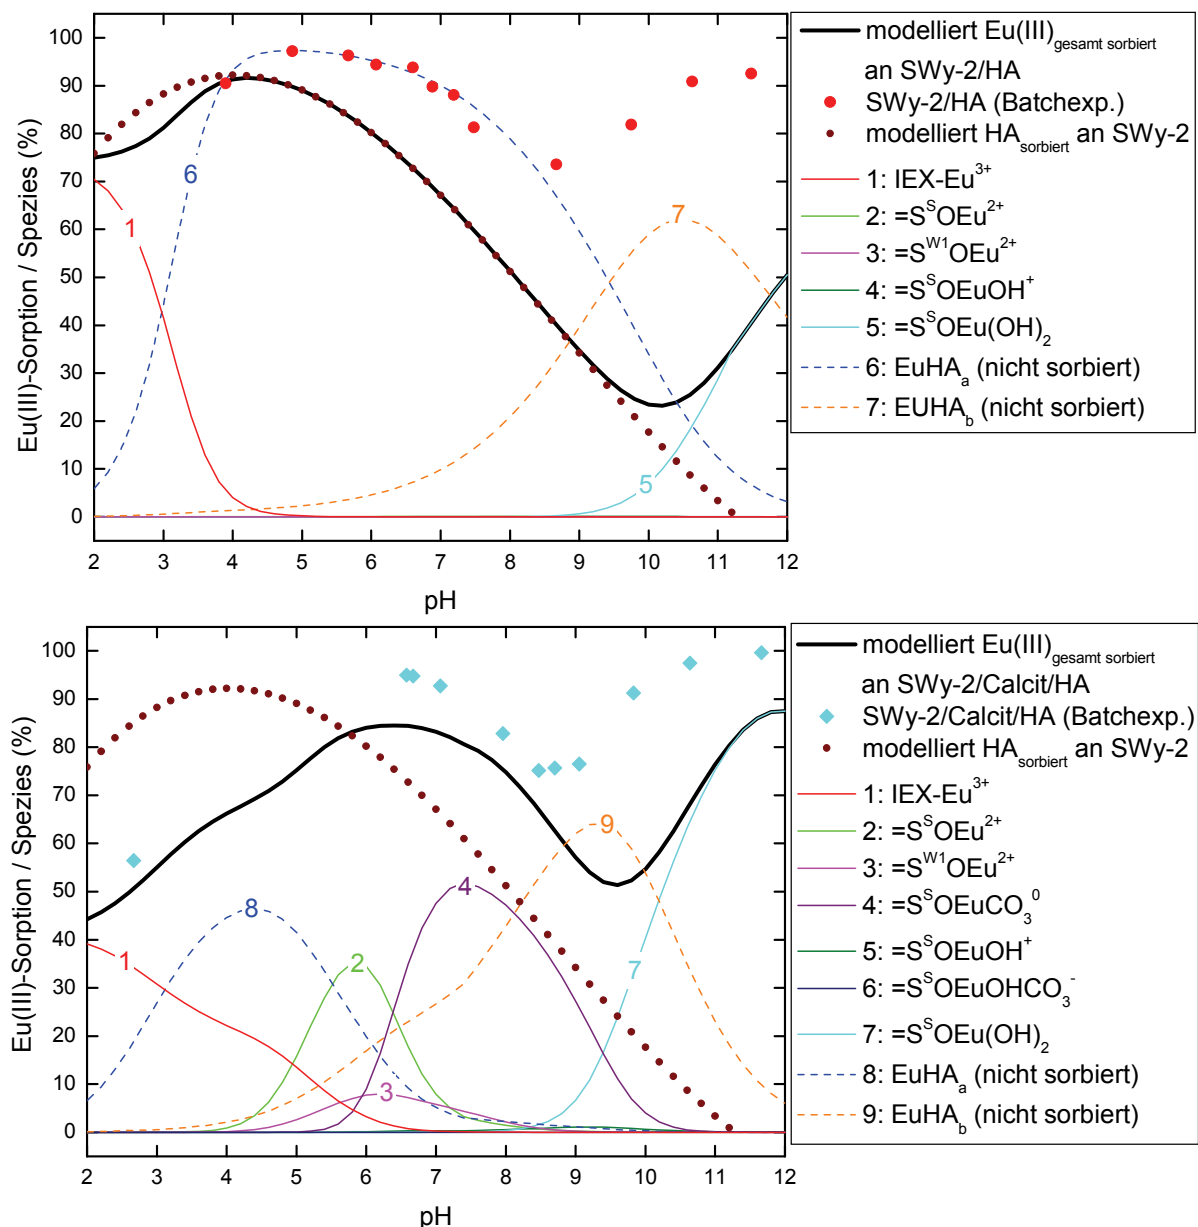 100
90
80
70
60
50
40
30
20
10
0
Eu(III)-Sorption / Spezies (%)
2 3 4 5 6 7 8 9 10 11 12
pH
1
6
7
5
modelliert Eu(III)gesamt sorbiert
an SWy-2/HA
SWy-2/HA (Batchexp.)
modelliert HAsorbiert an SWy-2
1: IEX-Eu³⁺
2: =SˢOEu²⁺
3: =Sᵂ¹OEu²⁺
4: =SˢOEuOH⁺
5: =SˢOEu(OH)₂
6: EuHAₐ (nicht sorbiert)
7: EUHAb (nicht sorbiert)
100
90
80
70
60
50
40
30
20
10
0
Eu(III)-Sorption / Spezies (%)
2 3 4 5 6 7 8 9 10 11 12
pH
1
8
2
3
4
9
7
modelliert Eu(III)gesamt sorbiert
an SWy-2/Calcit/HA
SWy-2/Calcit/HA (Batchexp.)
modelliert HAsorbiert an SWy-2
1: IEX-Eu³⁺
2: =SˢOEu²⁺
3: =Sᵂ¹OEu²⁺
4: =SˢOEuCO₃⁰
5: =SˢOEuOH⁺
6: =SˢOEuOHCO₃⁻
7: =SˢOEu(OH)₂
8: EuHAₐ (nicht sorbiert)
9: EuHAb (nicht sorbiert)